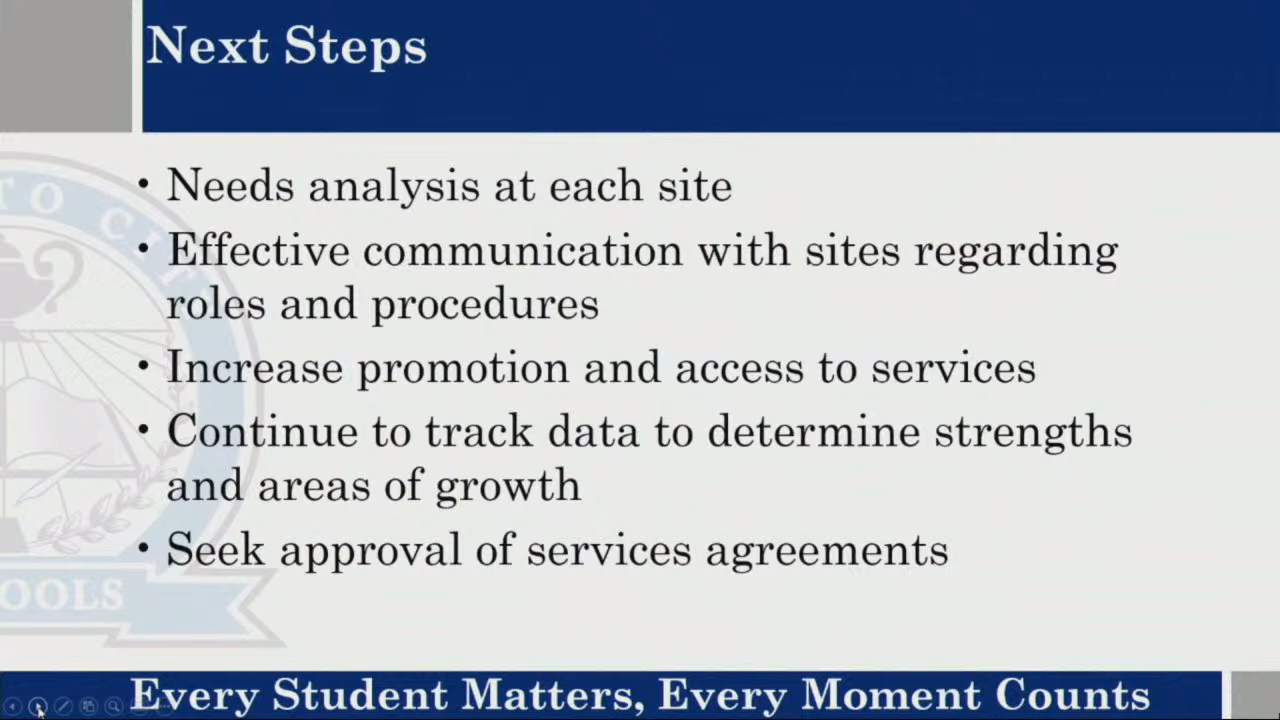 Next Steps
• Needs analysis at each site
• Effective communication with sites regarding
roles and procedures
• Increase promotion and access to services
• Continue to track data to determine strengths
and areas of growth
• Seek approval of services agreements
Every Student Matters, Every Moment Counts